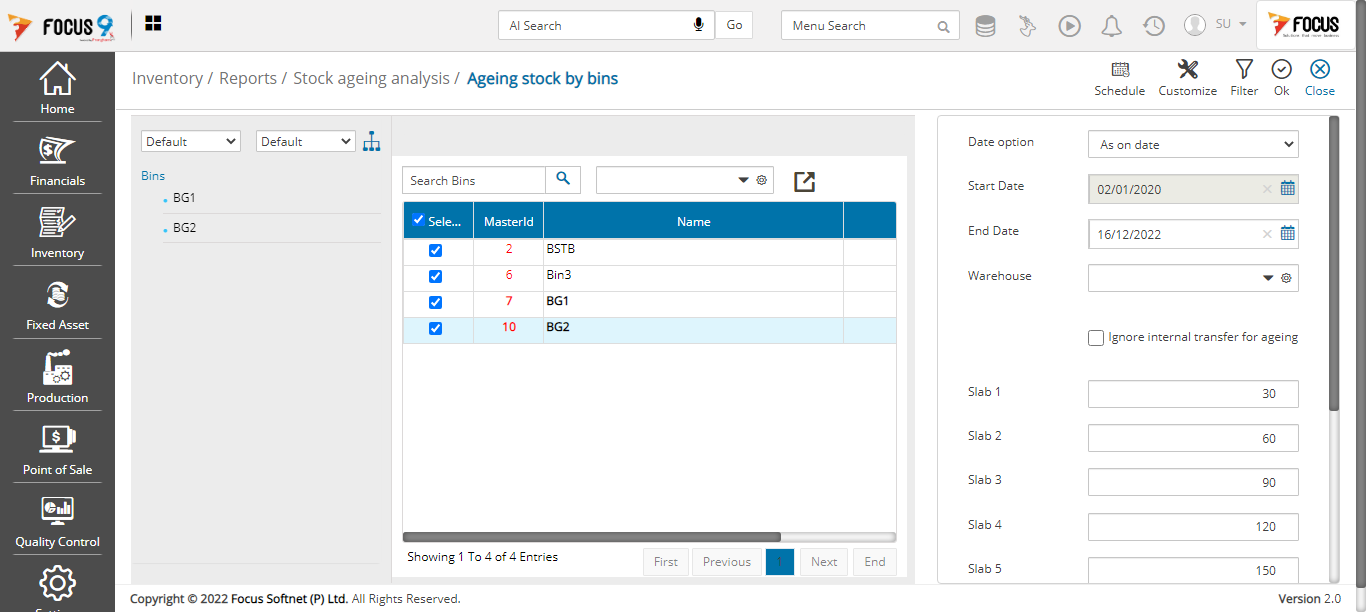 FOCUS 9
AI Search
Go
Menu Search
SU
FOCUS
Home
Financials
Inventory
Fixed Asset
Production
Point of Sale
Quality Control
Inventory / Reports / Stock ageing analysis / Ageing stock by bins
Schedule
Customize
Filter
Ok
Close
Default
Default
Bins
BG1
BG2
Search Bins
Sele... MasterId Name
2 BSTB
6 Bin3
7 BG1
10 BG2
Showing 1 To 4 of 4 Entries
First Previous 1 Next End
Date option As on date
Start Date 02/01/2020
End Date 16/12/2022
Warehouse
Ignore internal transfer for ageing
Slab 1 30
Slab 2 60
Slab 3 90
Slab 4 120
Slab 5 150
Copyright © 2022 Focus Softnet (P) Ltd. All Rights Reserved.
Version 2.0